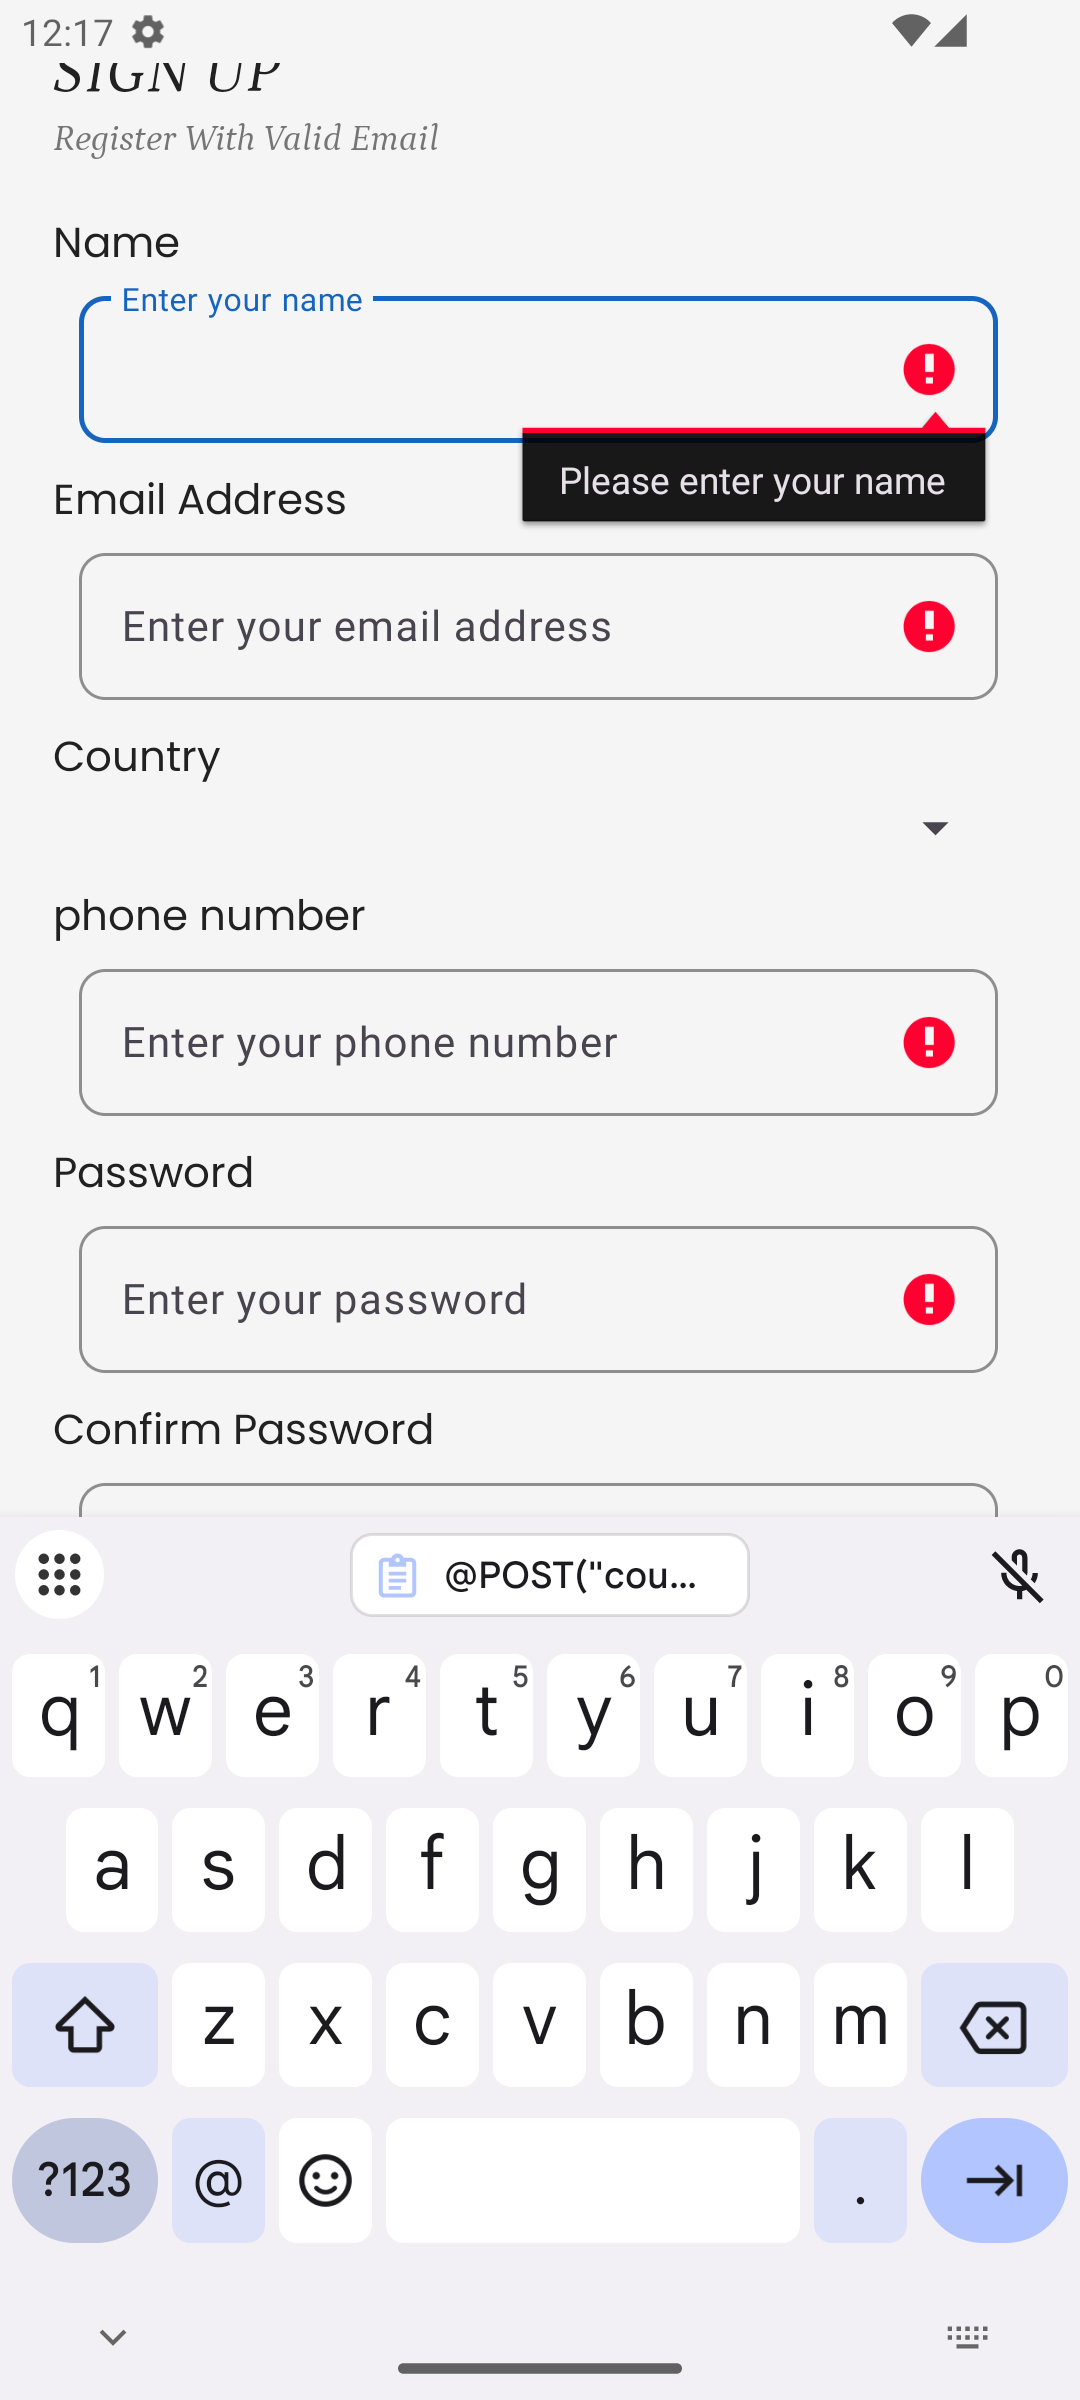 12:17
SIGN UP
Register With Valid Email
Name
Enter your name
Please enter your name
Email Address
Enter your email address
Country
phone number
Enter your phone number
Password
Enter your password
Confirm Password
@POST("cou...
q 1 w 2 e 3 r 4 t 5 y 6 u 7 i 8 o 9 p 0
a s d f g h j k l
z x c v b n m
?123 @ .